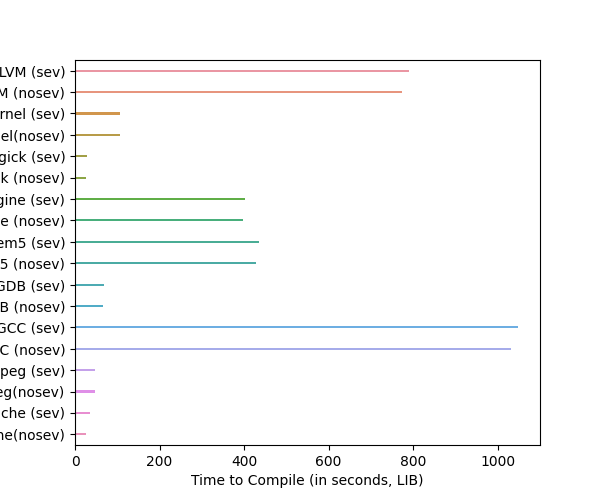 LVM (sev)
M (nosev)
rnel (sev)
el(nosev)
gick (sev)
k (nosev)
gine (sev)
e (nosev)
em5 (sev)
5 (nosev)
GDB (sev)
B (nosev)
GCC (sev)
C (nosev)
peg (sev)
eg(nosev)
che (sev)
he(nosev)
0 200 400 600 800 1000
Time to Compile (in seconds, LIB)